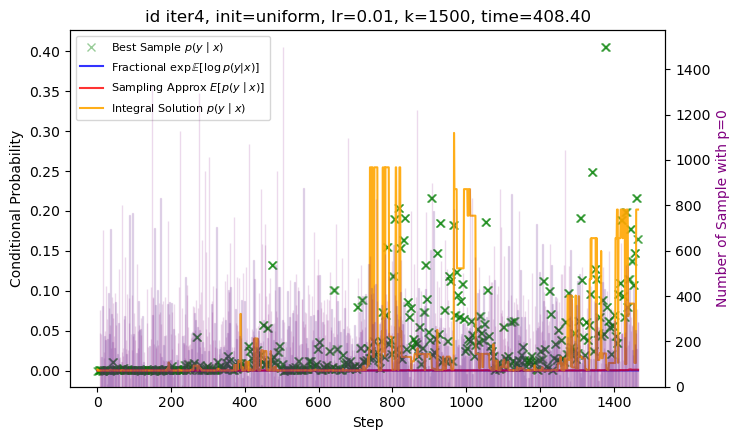 id iter4, init=uniform, lr=0.01, k=1500, time=408.40
Best Sample p(y | x)
Fractional exp𝔼[log p(y|x)]
Sampling Approx E[p(y | x)]
Integral Solution p(y | x)
Conditional Probability
0.40
0.35
0.30
0.25
0.20
0.15
0.10
0.05
0.00
1400
1200
1000
800
600
400
200
0
Number of Sample with p=0
0 200 400 600 800 1000 1200 1400
Step